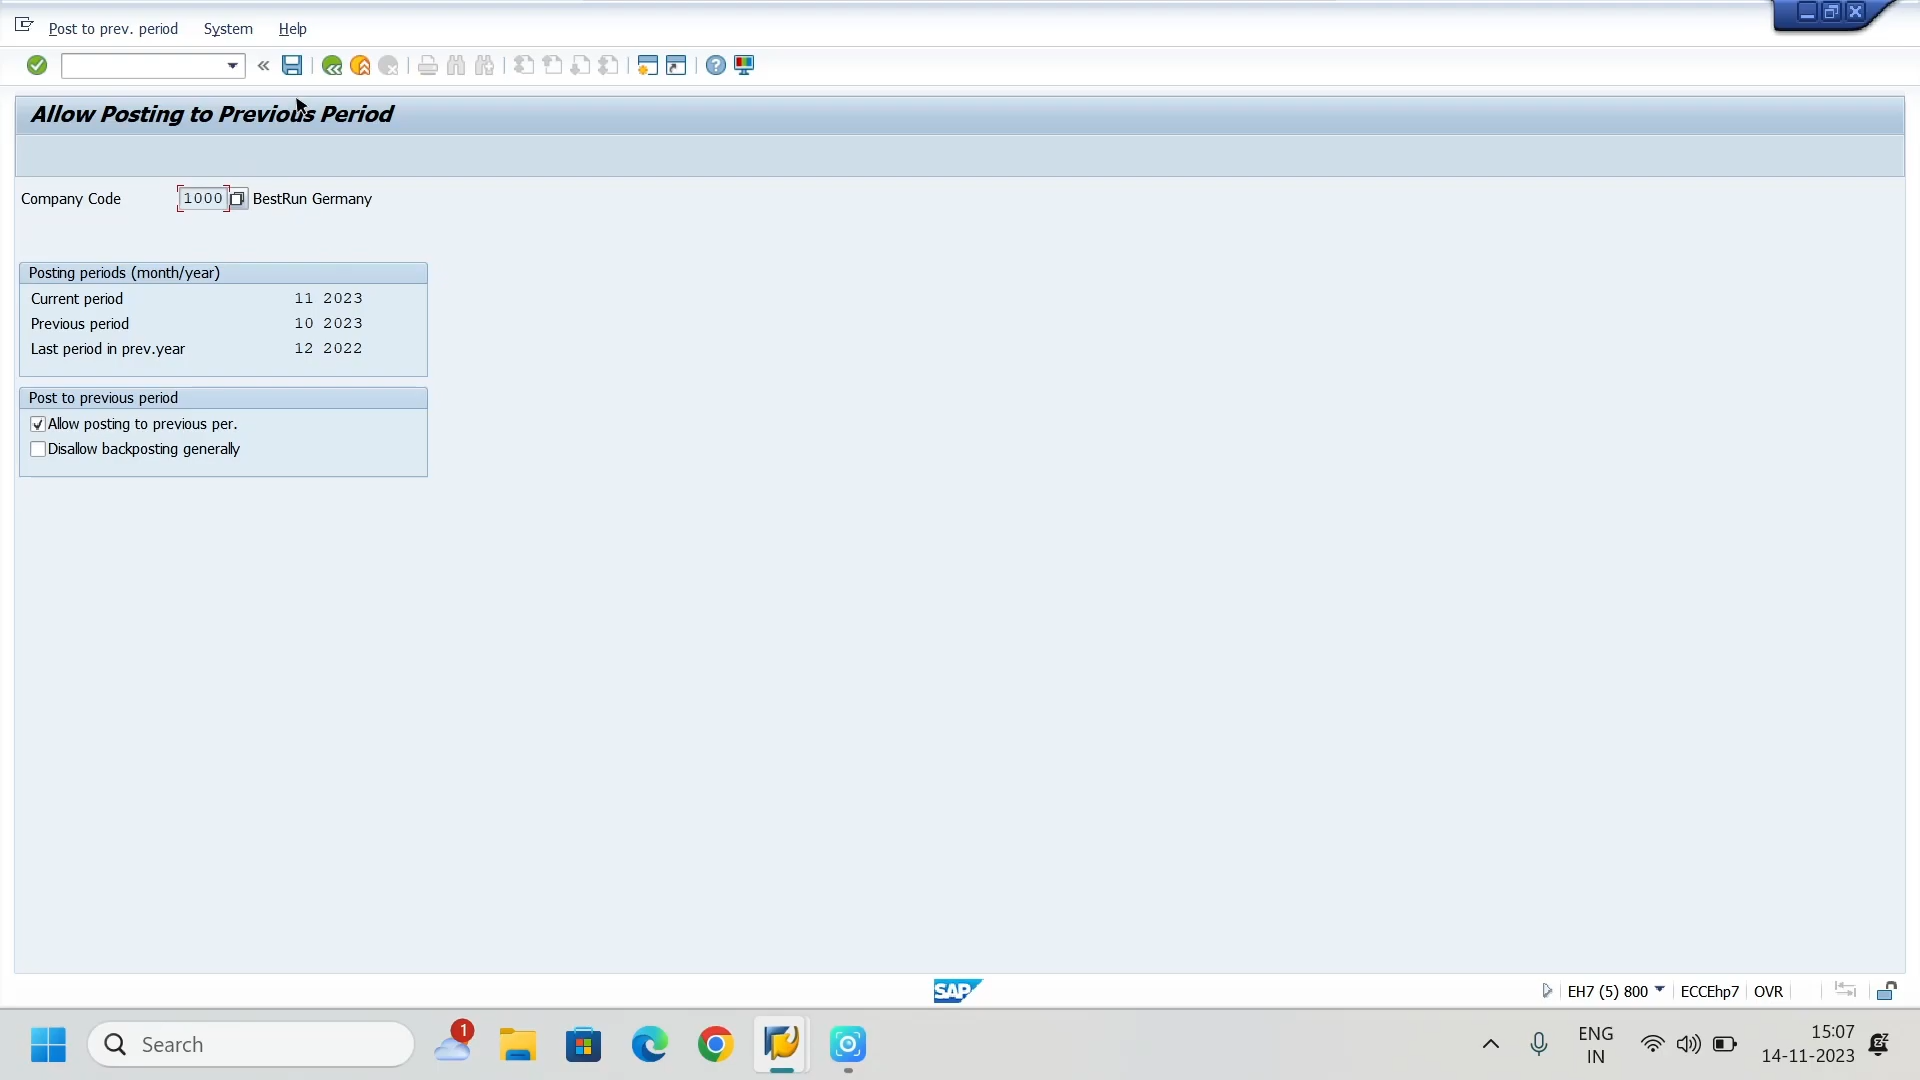 Post to prev. period System Help
Allow Posting to Previous Period
Company Code 1000 BestRun Germany
Posting periods (month/year)
Current period 11 2023
Previous period 10 2023
Last period in prev.year 12 2022
Post to previous period
Allow posting to previous per.
Disallow backposting generally
SAP EH7 (5) 800 ECCEhp7 OVR
Search 1 ENG IN 15:07
14-11-2023